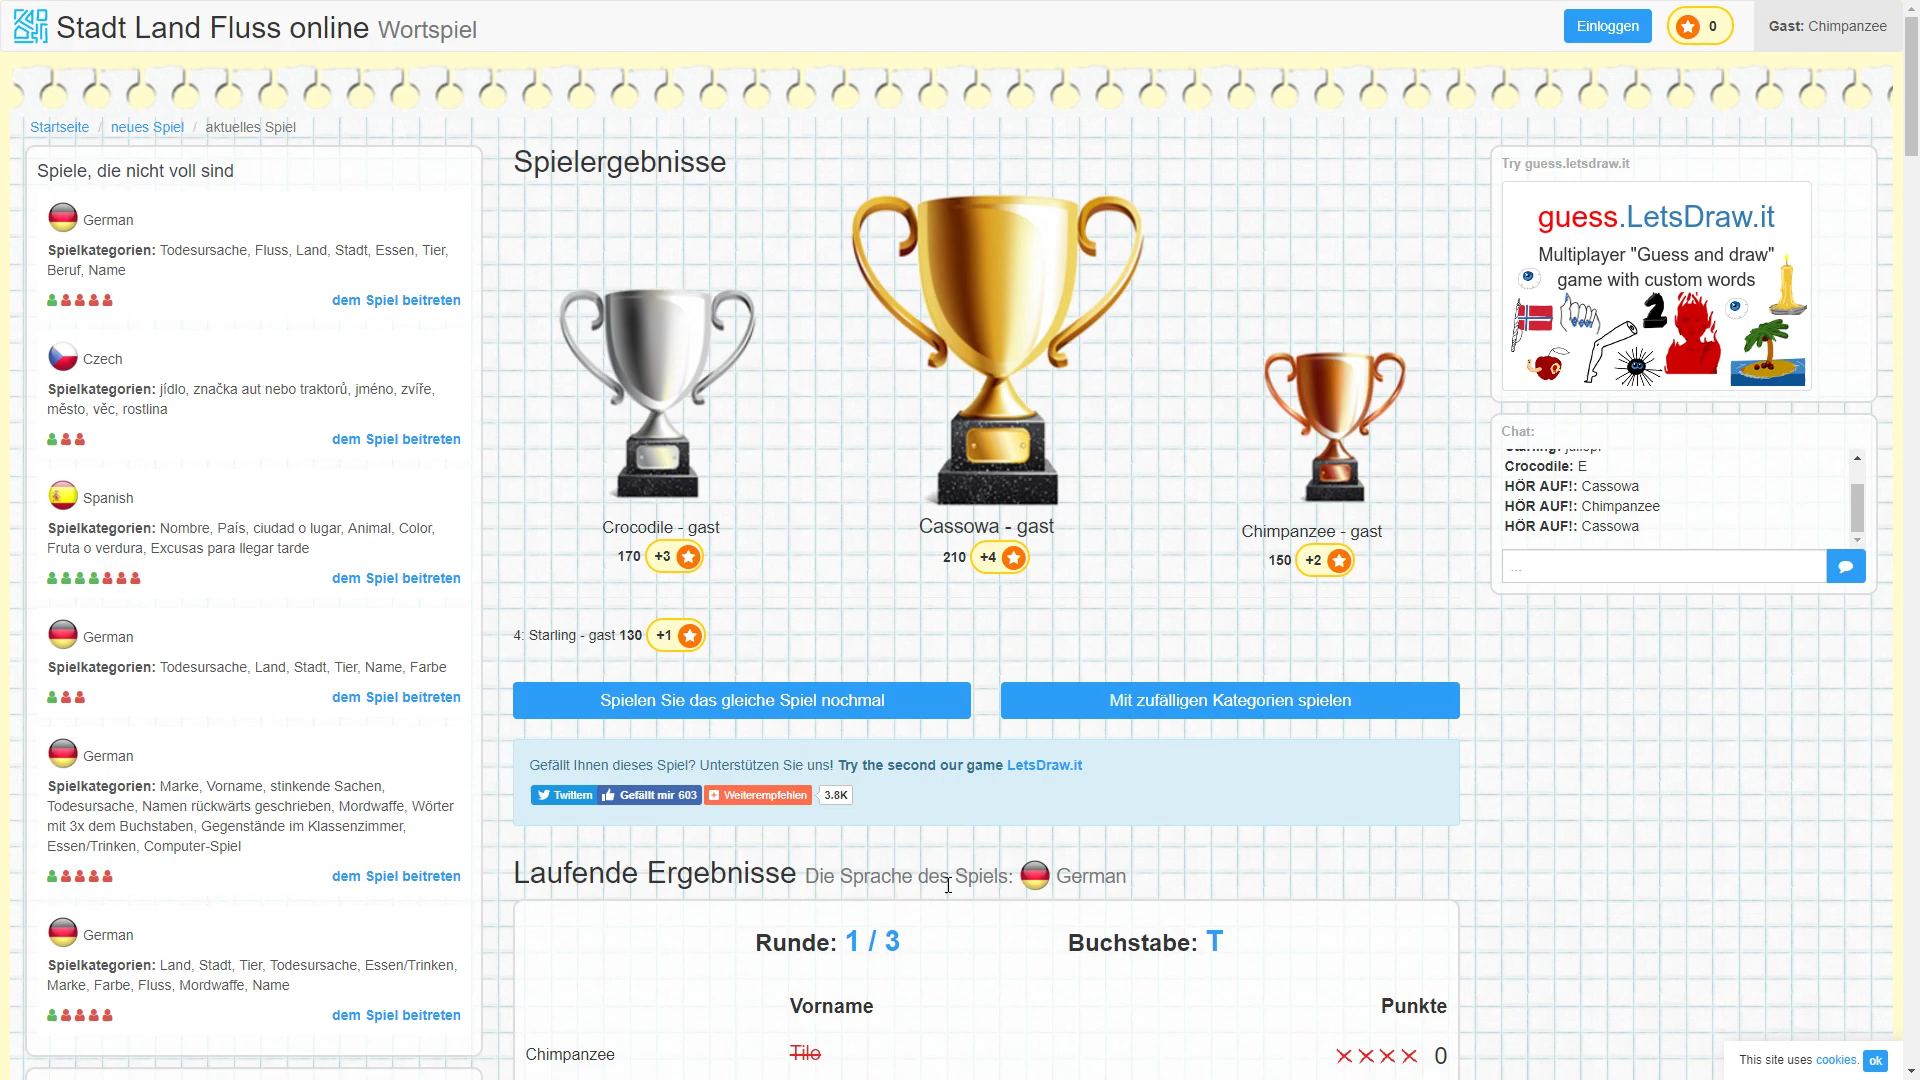 Stadt Land Fluss online Wortspiel
Einloggen
0
Gast: Chimpanzee
Startseite / neues Spiel / aktuelles Spiel
Spiele, die nicht voll sind
German
Spielkategorien: Todesursache, Fluss, Land, Stadt, Essen, Tier,
Beruf, Name
dem Spiel beitreten
Czech
Spielkategorien: jídlo, značka aut nebo traktorů, jméno, zvíře,
město, věc, rostlina
dem Spiel beitreten
Spanish
Spielkategorien: Nombre, País, ciudad o lugar, Animal, Color,
Fruta o verdura, Excusas para llegar tarde
dem Spiel beitreten
German
Spielkategorien: Todesursache, Land, Stadt, Tier, Name, Farbe
dem Spiel beitreten
German
Spielkategorien: Marke, Vorname, stinkende Sachen,
Todesursache, Namen rückwärts geschrieben, Mordwaffe, Wörter
mit 3x dem Buchstaben, Gegenstände im Klassenzimmer,
Essen/Trinken, Computer-Spiel
dem Spiel beitreten
German
Spielkategorien: Land, Stadt, Tier, Todesursache, Essen/Trinken,
Marke, Farbe, Fluss, Mordwaffe, Name
dem Spiel beitreten
Spielergebnisse
Crocodile - gast
170 +3
Cassowa - gast
210 +4
Chimpanzee - gast
150 +2
4: Starling - gast 130 +1
Spielen Sie das gleiche Spiel nochmal
Mit zufälligen Kategorien spielen
Gefällt Ihnen dieses Spiel? Unterstützen Sie uns! Try the second our game LetsDraw.it
Twittern
Gefällt mir 603
Weiterempfehlen
3.8K
Laufende Ergebnisse Die Sprache des Spiels: German
Runde: 1 / 3
Buchstabe: T
Vorname
Punkte
Chimpanzee
Tilo
0
Try guess.letsdraw.it
guess.LetsDraw.it
Multiplayer "Guess and draw"
game with custom words
Chat:
Crocodile: E
HÖR AUF!: Cassowa
HÖR AUF!: Chimpanzee
HÖR AUF!: Cassowa
...
This site uses cookies. ok